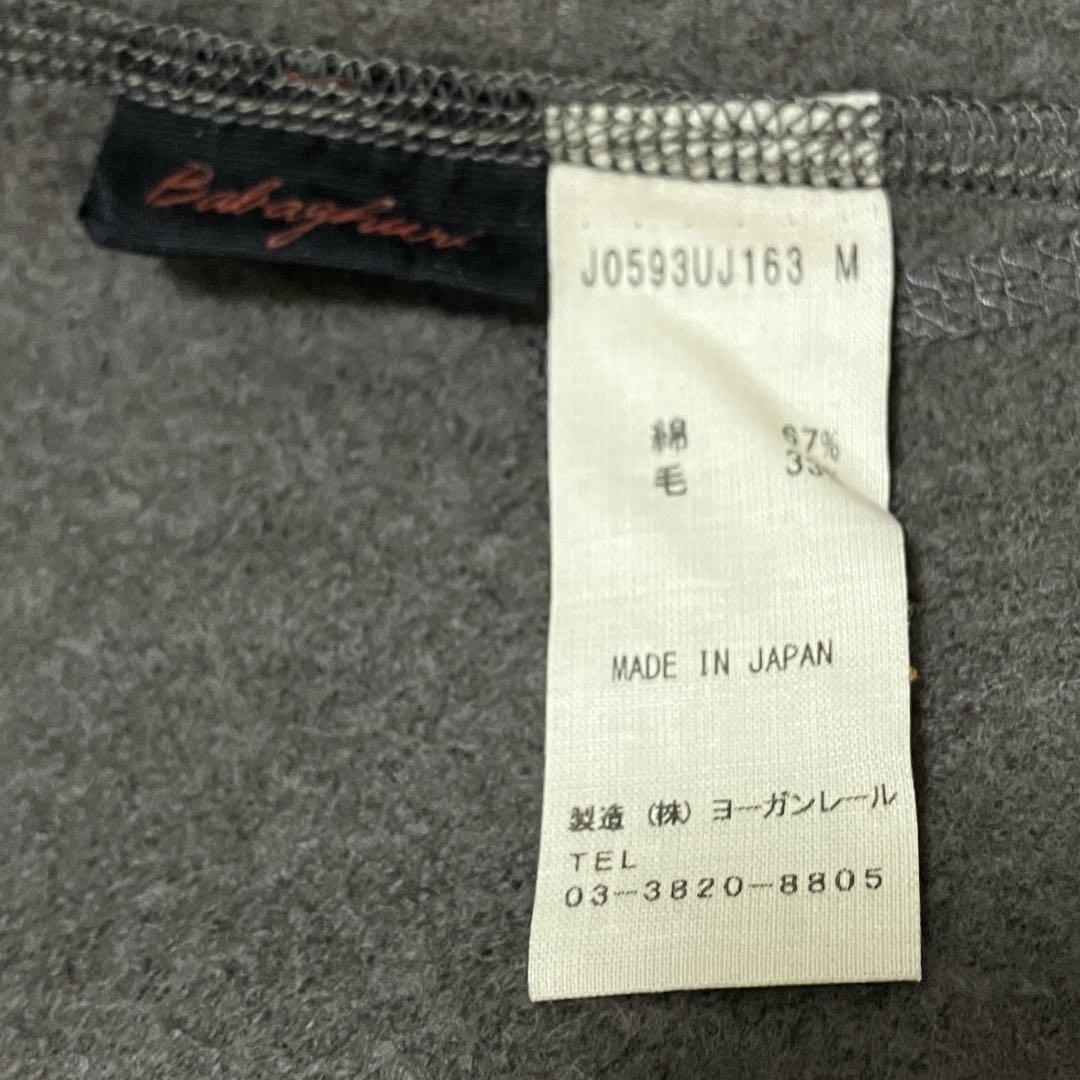 Babaghuri
J0593UJ163 M
綿 67%
毛
MADE IN JAPAN
製造（株）ヨーガンレール
TEL
03-3820-8805